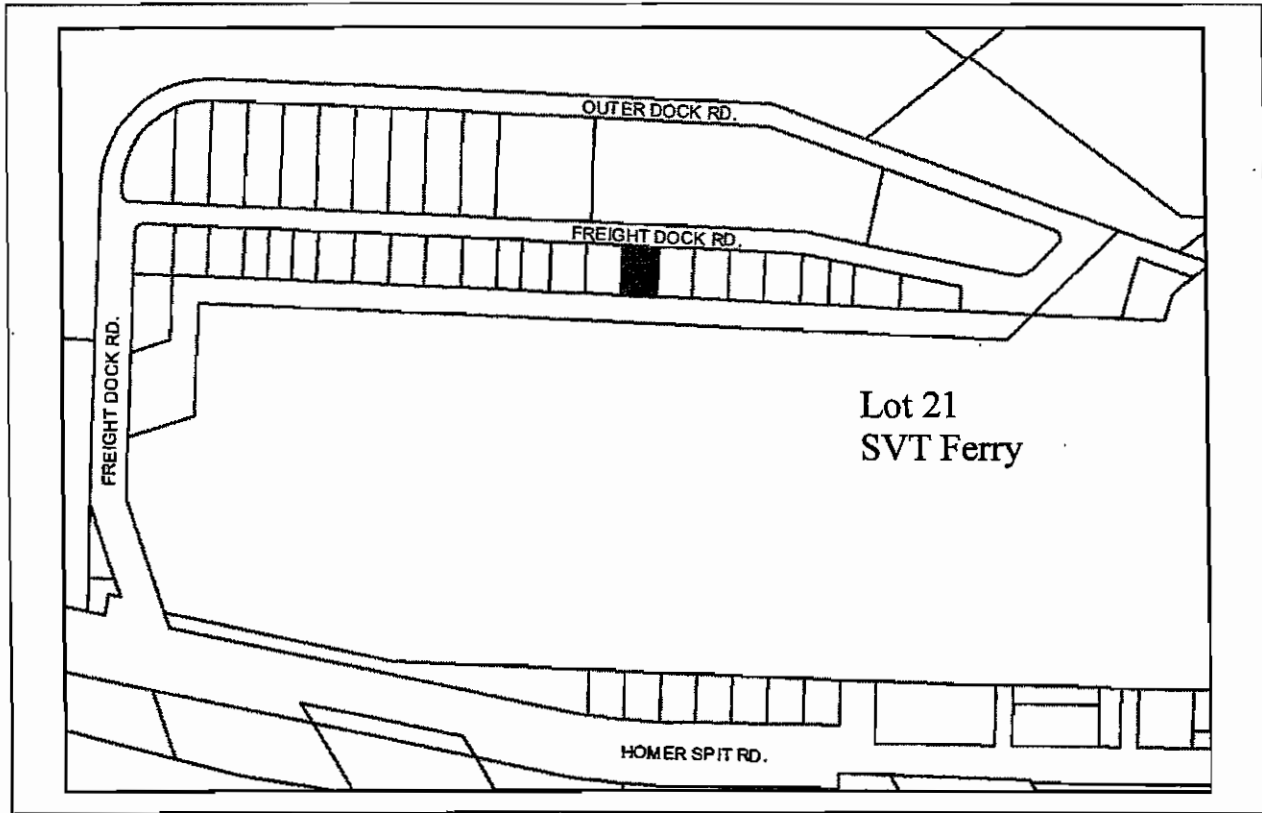 OUTER DOCK RD.
FREIGHT DOCK RD.
FREIGHT DOCK RD.
Lot 21
SVT Ferry
HOMER SPIT RD.